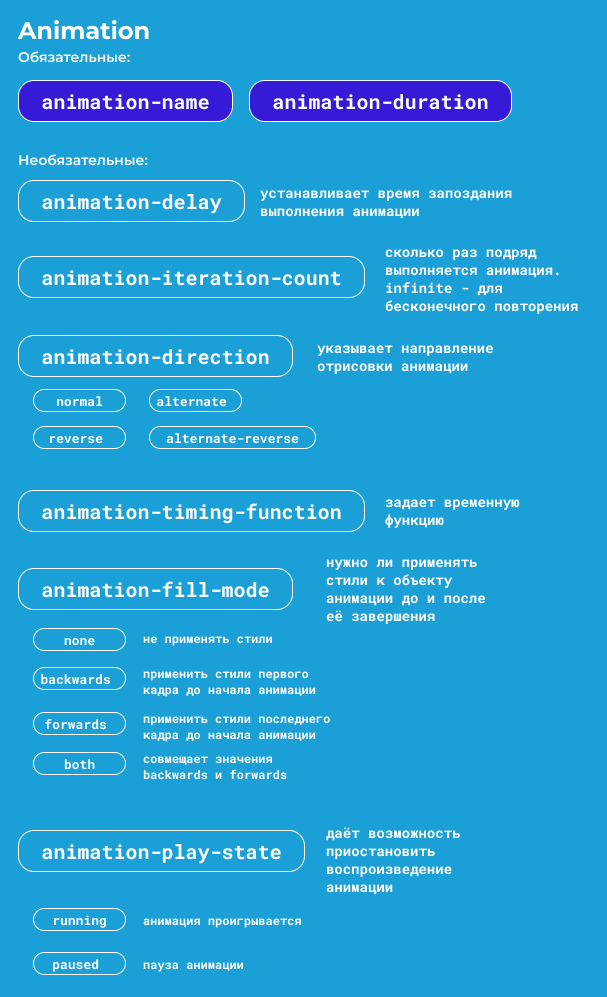 Animation
Обязательные:
animation-name
animation-duration
Необязательные:
animation-delay
устанавливает время запоздания
выполнения анимации
animation-iteration-count
сколько раз подряд
выполняется анимация.
infinite - для
бесконечного повторения
animation-direction
указывает направление
отрисовки анимации
normal
alternate
reverse
alternate-reverse
animation-timing-function
задает временную
функцию
animation-fill-mode
нужно ли применять
стили к объекту
анимации до и после
её завершения
none
не применять стили
backwards
применить стили первого
кадра до начала анимации
forwards
применить стили последнего
кадра до начала анимации
both
совмещает значения
backwards и forwards
animation-play-state
даёт возможность
приостановить
воспроизведение
анимации
running
анимация проигрывается
paused
пауза анимации